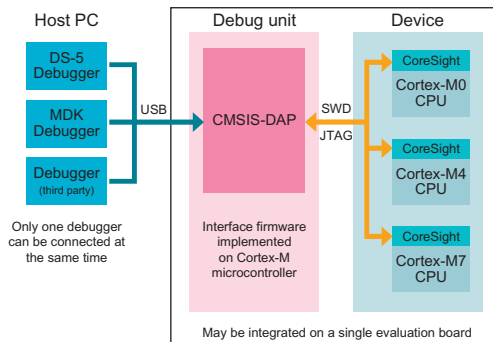 Host PC
DS-5
Debugger
MDK
Debugger
Debugger
(third party)
Only one debugger
can be connected at
the same time
USB
Debug unit
CMSIS-DAP
Interface firmware
implemented
on Cortex-M
microcontroller
SWD
JTAG
Device
CoreSight
Cortex-M0
CPU
CoreSight
Cortex-M4
CPU
CoreSight
Cortex-M7
CPU
May be integrated on a single evaluation board